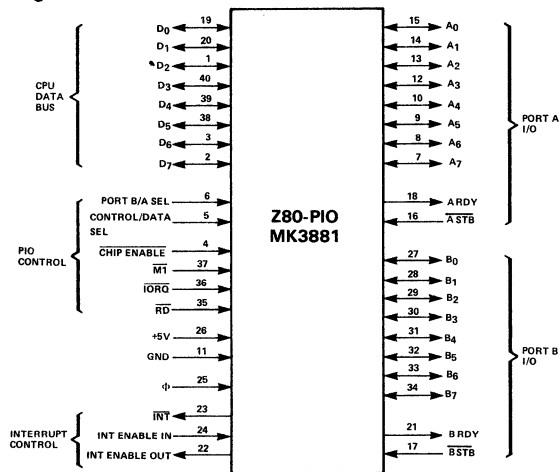 CPU
DATA
BUS
D0 19
D1 20
D2 1
D3 40
D4 39
D5 38
D6 3
D7 2
PIO
CONTROL
PORT B/A SEL 6
CONTROL/DATA 5
SEL
CHIP ENABLE 4
M1 37
IORQ 36
RD 35
+5V 26
GND 11
Φ 25
INTERRUPT
CONTROL
INT 23
INT ENABLE IN 24
INT ENABLE OUT 22
Z80-PIO
MK3881
15 A0
14 A1
13 A2
12 A3
10 A4
9 A5
8 A6
7 A7
18 ARDY
16 ASTB
PORT A
I/O
27 B0
28 B1
29 B2
30 B3
31 B4
32 B5
33 B6
34 B7
21 BRDY
17 BSTB
PORT B
I/O